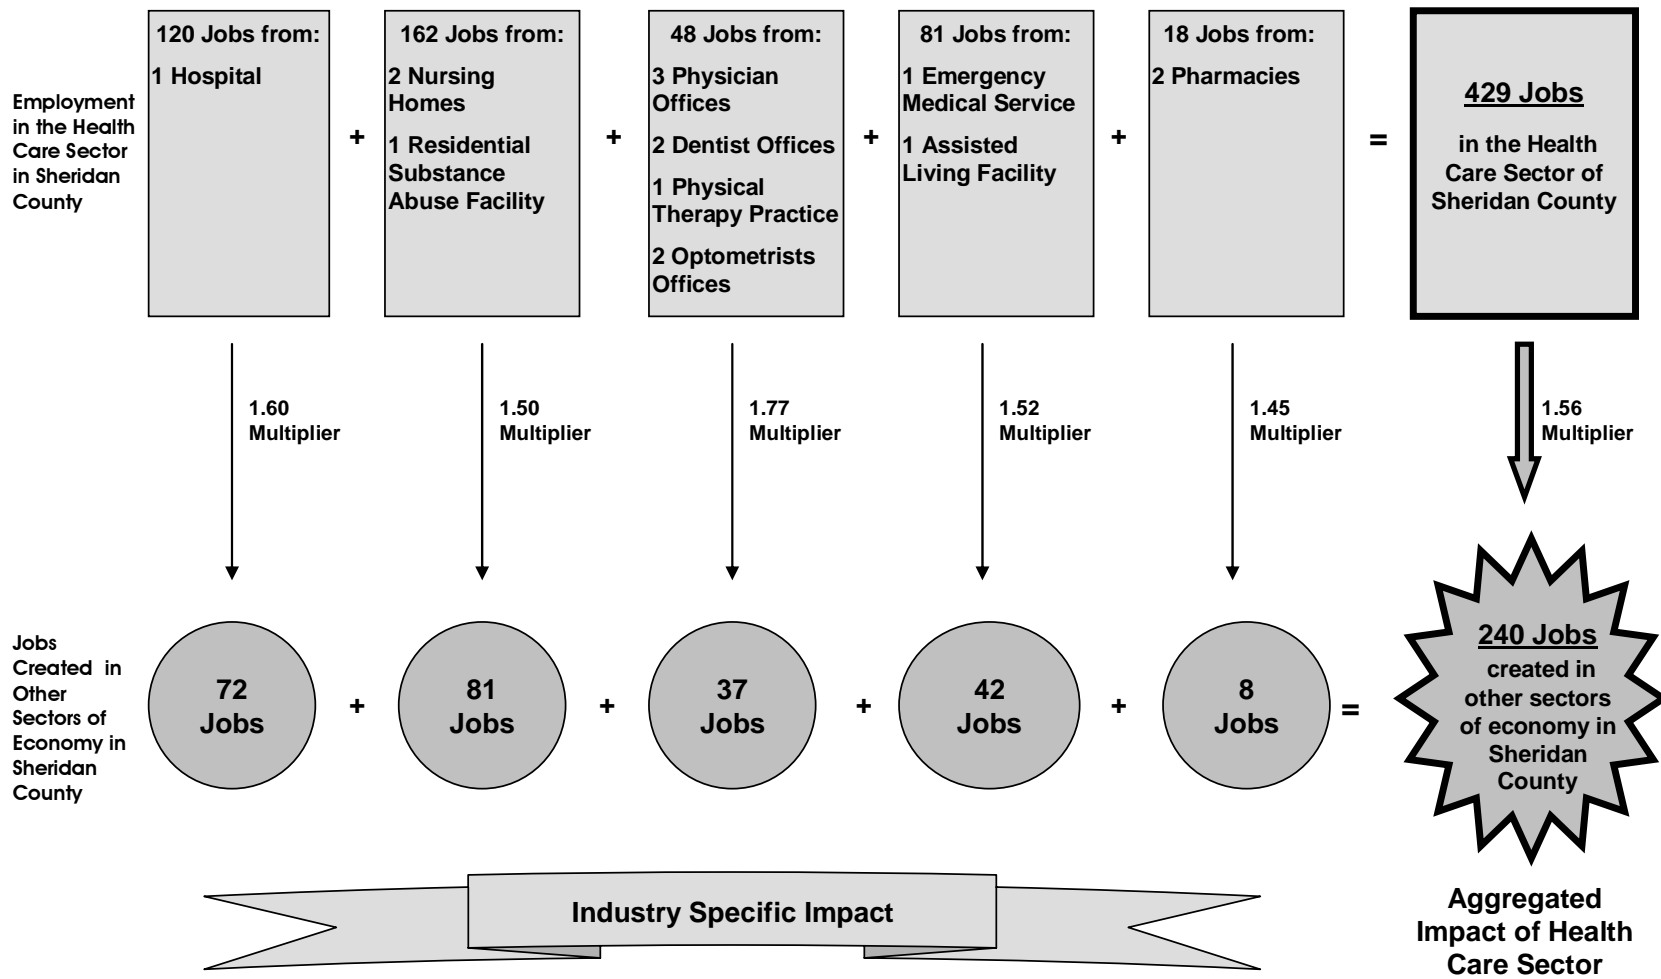 Employment
in the Health
Care Sector
in Sheridan
County
120 Jobs from:
1 Hospital
+
162 Jobs from:
2 Nursing
Homes
1 Residential
Substance
Abuse Facility
+
48 Jobs from:
3 Physician
Offices
2 Dentist Offices
1 Physical
Therapy Practice
2 Optometrists
Offices
+
81 Jobs from:
1 Emergency
Medical Service
1 Assisted
Living Facility
+
18 Jobs from:
2 Pharmacies
=
429 Jobs
in the Health
Care Sector of
Sheridan County
1.60
Multiplier
1.50
Multiplier
1.77
Multiplier
1.52
Multiplier
1.45
Multiplier
1.56
Multiplier
Jobs
Created in
Other
Sectors of
Economy in
Sheridan
County
72
Jobs
+
81
Jobs
+
37
Jobs
+
42
Jobs
+
8
Jobs
=
240 Jobs
created in
other sectors
of economy in
Sheridan
County
Industry Specific Impact
Aggregated
Impact of Health
Care Sector